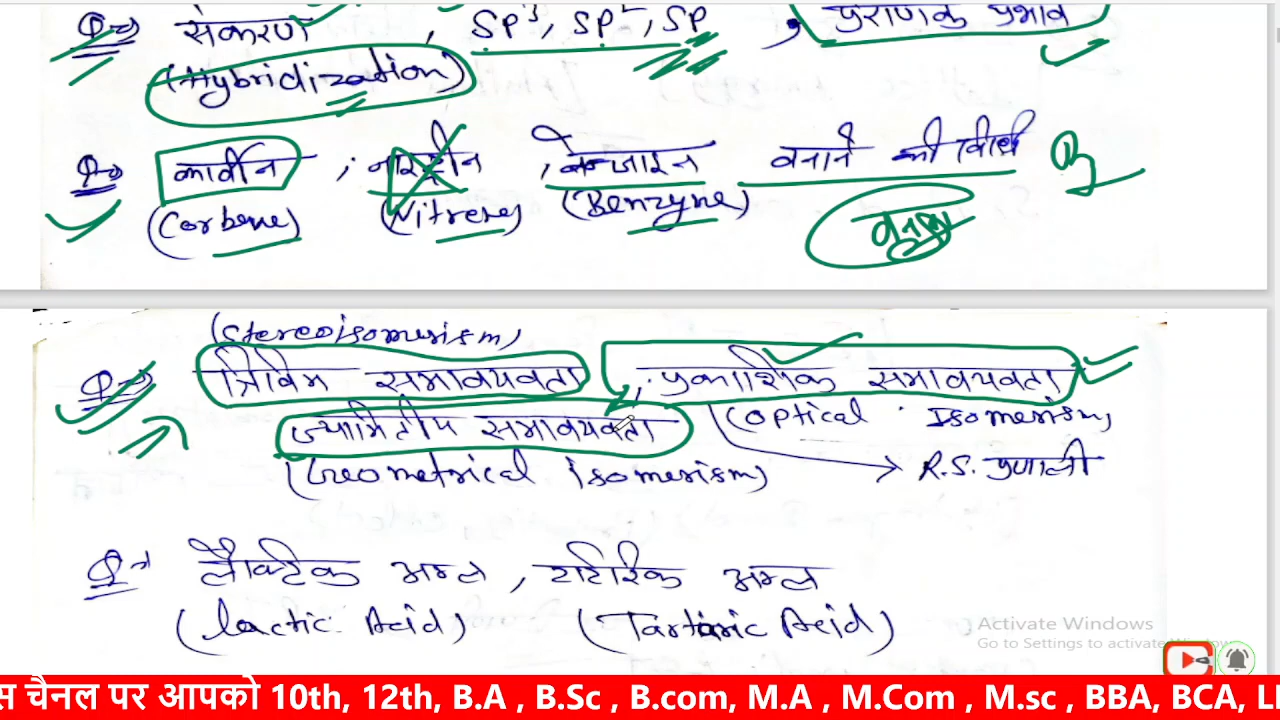 Q⇒ संकरण , SP³, SP², SP , प्रेरणिक प्रभाव
(Hybridization)
Q⇒ कार्बीन , नाइट्रीन , बेन्जाइन बनाने की विधि B
(Carbene) (Nitrene) (Benzyne)
(Stereoisomerism)
Q⇒ त्रिविम समावयवता , प्रकाशिक समावयवता
ज्यामितीय समावयवता (Optical Isomerism)
(Geometrical isomerism) → R.S. प्रणाली
Q⇒ लैक्टिक अम्ल , टार्टरिक अम्ल
(Lactic Acid) (Tartaric Acid)
Activate Windows
Go to Settings to activate Windows.
स चैनल पर आपको 10th, 12th, B.A , B.Sc , B.com, M.A , M.Com , M.sc , BBA, BCA, L